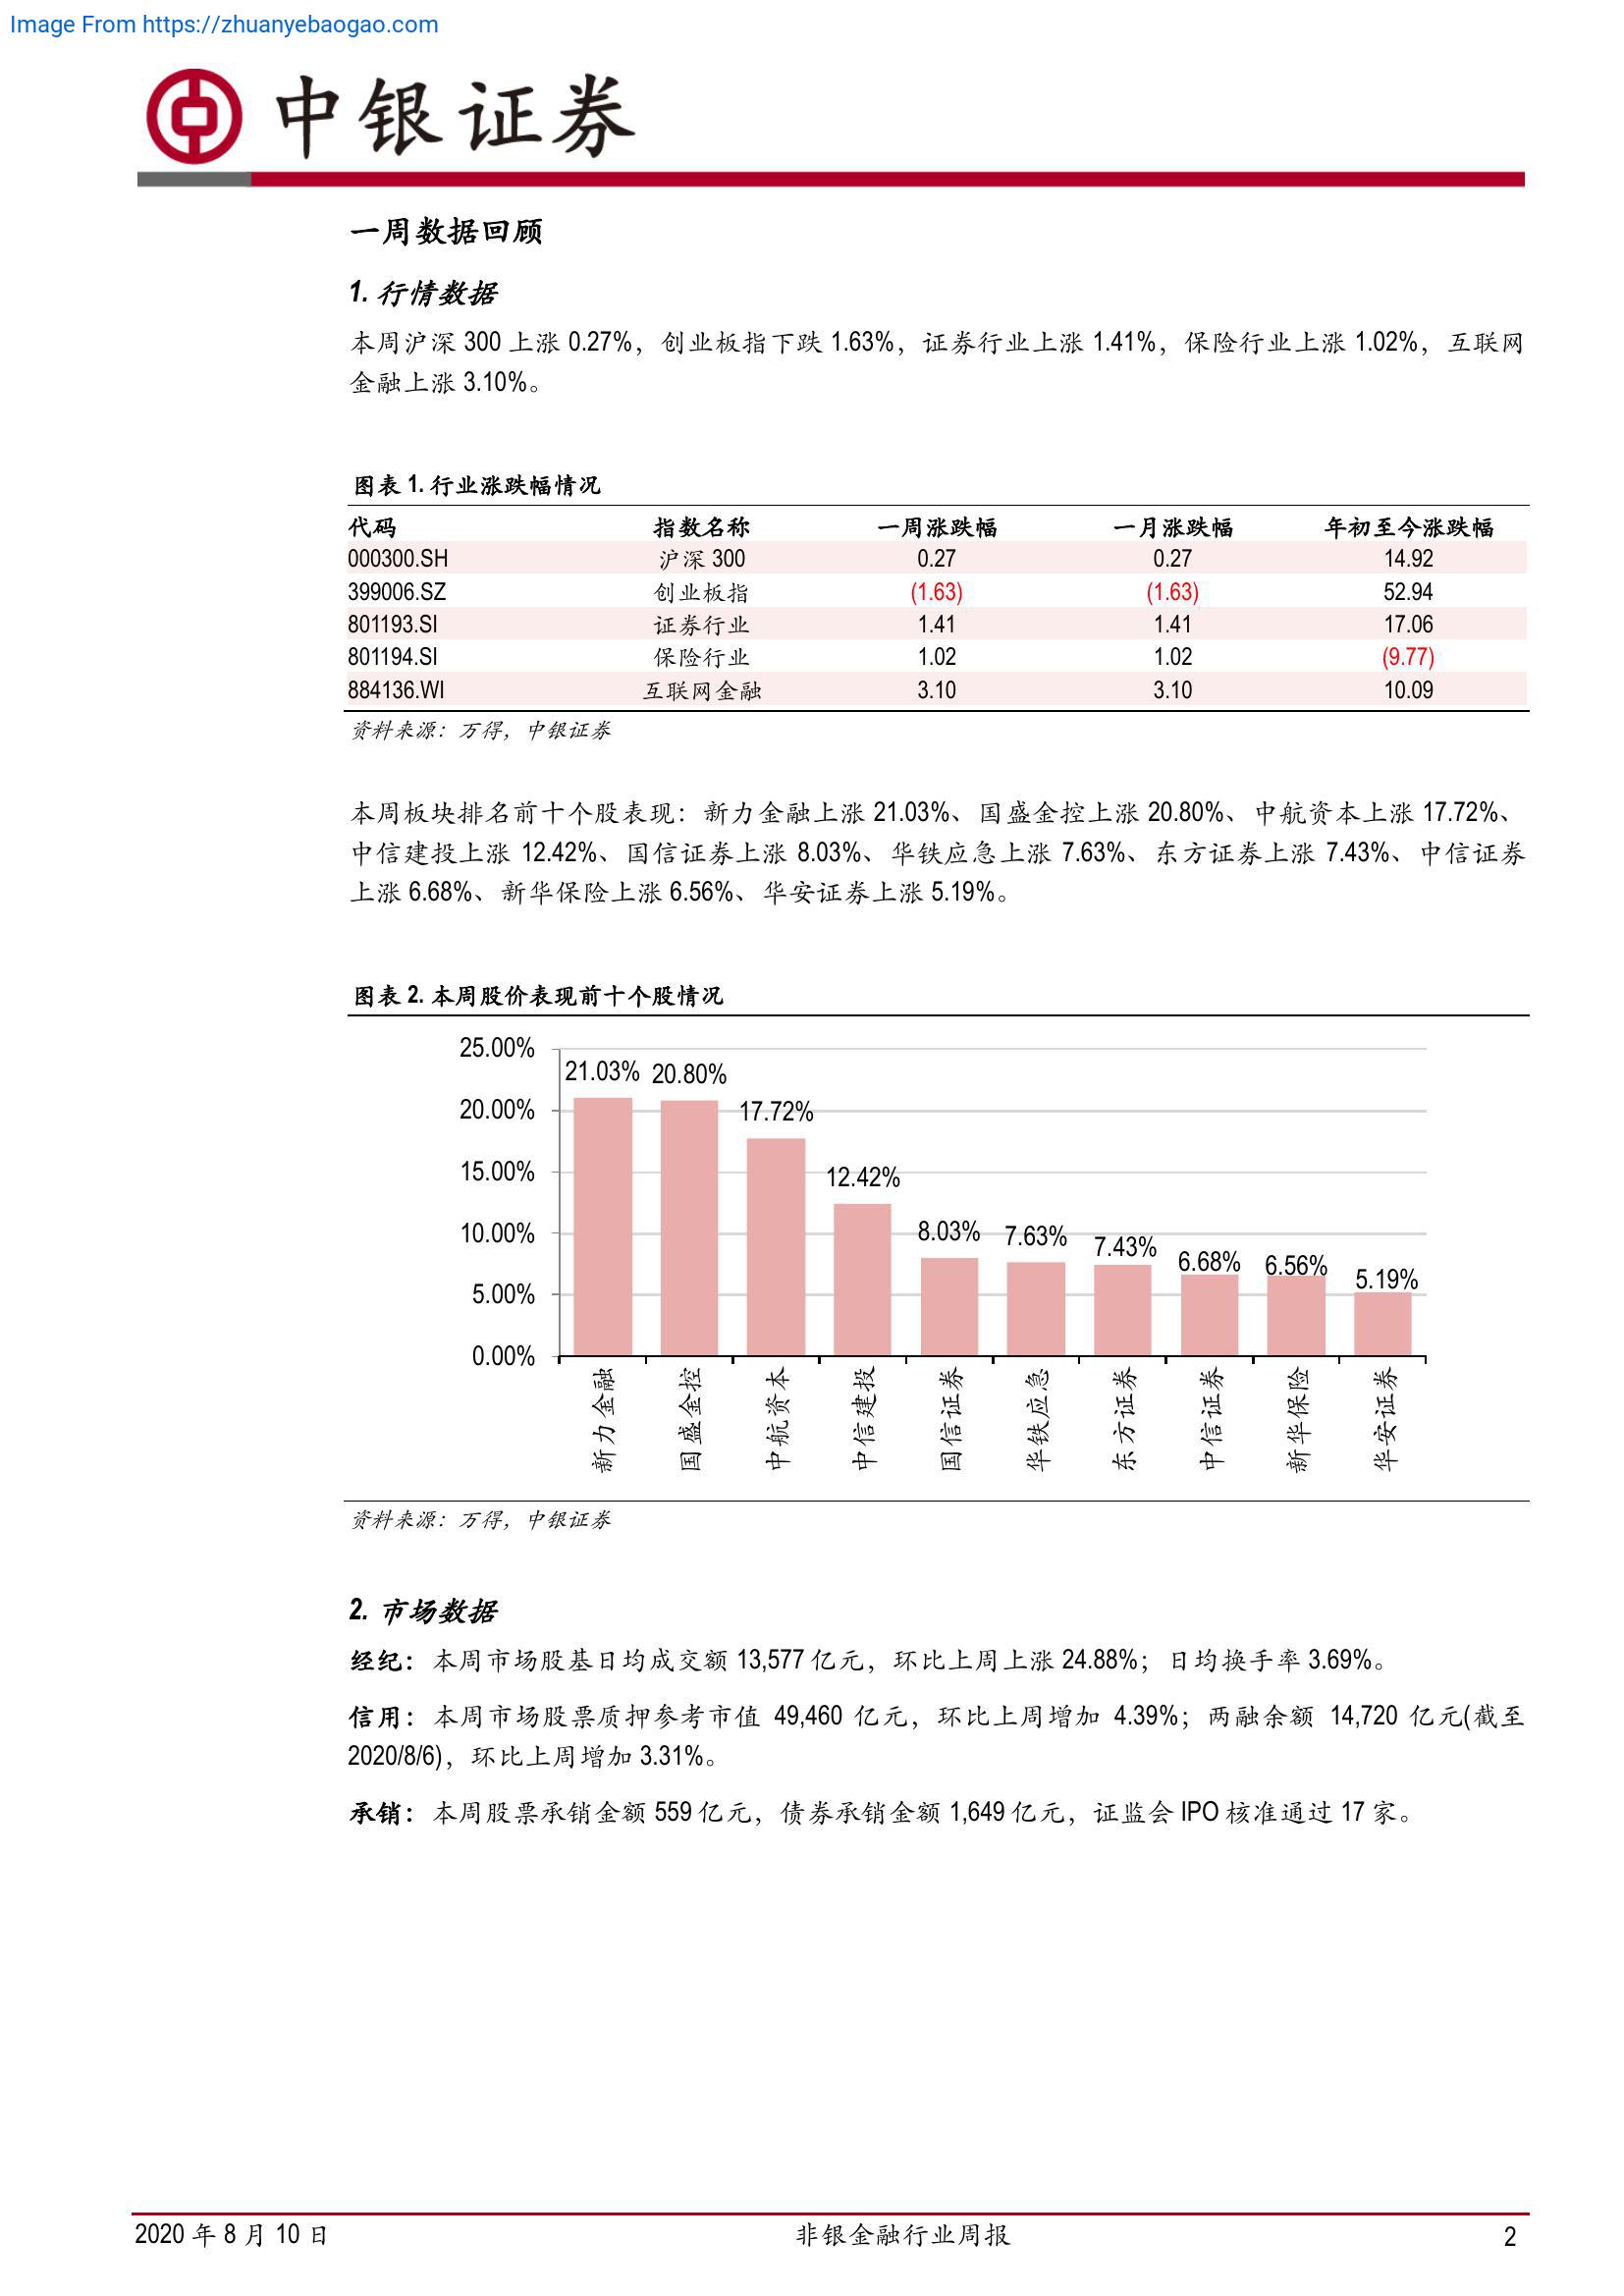 Image From https://zhuanyebaogao.com
中银证券
一周数据回顾
1. 行情数据
本周沪深 300 上涨 0.27%，创业板指下跌 1.63%，证券行业上涨 1.41%，保险行业上涨 1.02%，互联网
金融上涨 3.10%。
图表 1. 行业涨跌幅情况
代码 指数名称 一周涨跌幅 一月涨跌幅 年初至今涨跌幅
000300.SH 沪深 300 0.27 0.27 14.92
399006.SZ 创业板指 (1.63) (1.63) 52.94
801193.SI 证券行业 1.41 1.41 17.06
801194.SI 保险行业 1.02 1.02 (9.77)
884136.WI 互联网金融 3.10 3.10 10.09
资料来源：万得，中银证券
本周板块排名前十个股表现：新力金融上涨 21.03%、国盛金控上涨 20.80%、中航资本上涨 17.72%、
中信建投上涨 12.42%、国信证券上涨 8.03%、华铁应急上涨 7.63%、东方证券上涨 7.43%、中信证券
上涨 6.68%、新华保险上涨 6.56%、华安证券上涨 5.19%。
图表 2. 本周股价表现前十个股情况
25.00%
20.00%
15.00%
10.00%
5.00%
0.00%
21.03% 20.80% 17.72% 12.42% 8.03% 7.63% 7.43% 6.68% 6.56% 5.19%
新力金融
国盛金控
中航资本
中信建投
国信证券
华铁应急
东方证券
中信证券
新华保险
华安证券
资料来源：万得，中银证券
2. 市场数据
经纪：本周市场股基日均成交额 13,577 亿元，环比上周上涨 24.88%；日均换手率 3.69%。
信用：本周市场股票质押参考市值 49,460 亿元，环比上周增加 4.39%；两融余额 14,720 亿元(截至
2020/8/6)，环比上周增加 3.31%。
承销：本周股票承销金额 559 亿元，债券承销金额 1,649 亿元，证监会 IPO 核准通过 17 家。
2020 年 8 月 10 日 非银金融行业周报 2